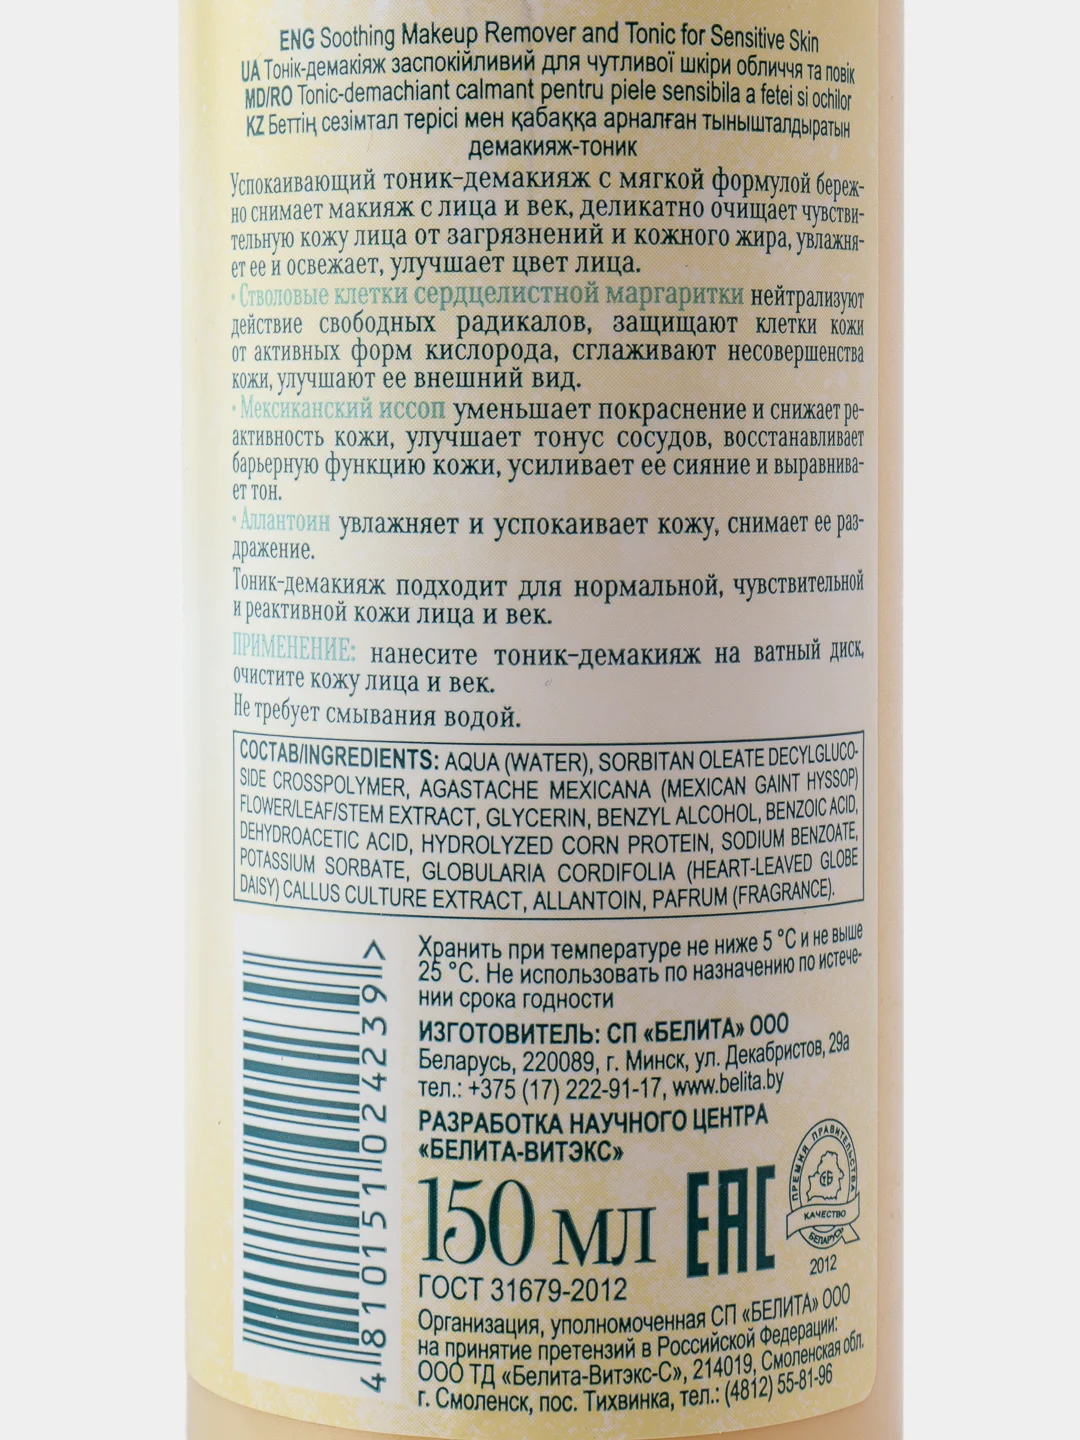 ENG Soothing Makeup Remover and Tonic for Sensitive Skin
UA Тонік-демакіяж заспокійливий для чутливої шкіри обличчя та повік
MD/RO Tonic-demachiant calmant pentru piele sensibila a fetei si ochilor
KZ Беттің сезімтал терісі мен қабаққа арналған тынышталдыратын
демакияж-тоник
Успокаивающий тоник-демакияж с мягкой формулой береж-
но снимает макияж с лица и век, деликатно очищает чувстви-
тельную кожу лица от загрязнений и кожного жира, увлажня-
ет ее и освежает, улучшает цвет лица.
• Стволовые клетки сердцелистной маргаритки нейтрализуют
действие свободных радикалов, защищают клетки кожи
от активных форм кислорода, сглаживают несовершенства
кожи, улучшают ее внешний вид.
• Мексиканский иссоп уменьшает покраснение и снижает ре-
активность кожи, улучшает тонус сосудов, восстанавливает
барьерную функцию кожи, усиливает ее сияние и выравнива-
ет тон.
• Аллантоин увлажняет и успокаивает кожу, снимает ее раз-
дражение.
Тоник-демакияж подходит для нормальной, чувствительной
и реактивной кожи лица и век.
ПРИМЕНЕНИЕ: нанесите тоник-демакияж на ватный диск,
очистите кожу лица и век.
Не требует смывания водой.
СОСТАВ/INGREDIENTS: AQUA (WATER), SORBITAN OLEATE DECYLGLUCO-
SIDE CROSSPOLYMER, AGASTACHE MEXICANA (MEXICAN GAINT HYSSOP)
FLOWER/LEAF/STEM EXTRACT, GLYCERIN, BENZYL ALCOHOL, BENZOIC ACID,
DEHYDROACETIC ACID, HYDROLYZED CORN PROTEIN, SODIUM BENZOATE,
POTASSIUM SORBATE, GLOBULARIA CORDIFOLIA (HEART-LEAVED GLOBE
DAISY) CALLUS CULTURE EXTRACT, ALLANTOIN, PAFRUM (FRAGRANCE).
Хранить при температуре не ниже 5 °C и не выше
25 °C. Не использовать по назначению по истече-
нии срока годности
ИЗГОТОВИТЕЛЬ: СП «БЕЛИТА» ООО
Беларусь, 220089, г. Минск, ул. Декабристов, 29а
тел.: +375 (17) 222-91-17, www.belita.by
РАЗРАБОТКА НАУЧНОГО ЦЕНТРА
«БЕЛИТА-ВИТЭКС»
150 мл EAC
ПРЕМИЯ ПРАВИТЕЛЬСТВА
СТБ
КАЧЕСТВО
БЕЛАРУСЬ
2012
ГОСТ 31679-2012
Организация, уполномоченная СП «БЕЛИТА» ООО
на принятие претензий в Российской Федерации:
ООО ТД «Белита-Витэкс-С», 214019, Смоленская обл.
г. Смоленск, пос. Тихвинка, тел.: (4812) 55-81-96
4 810151 024239 >